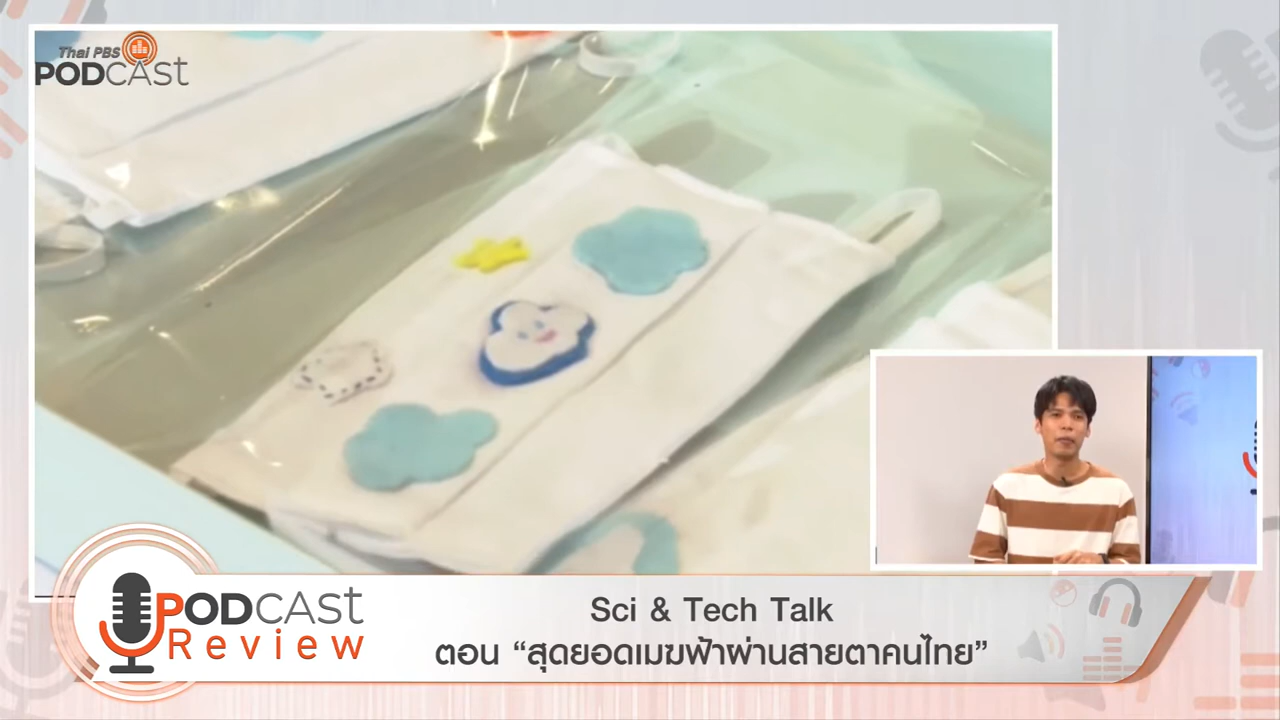 Thai PBS
PODCAST
PODCAST
Review
Sci & Tech Talk
ตอน “สุดยอดเมฆฟ้าผ่านสายตาคนไทย”